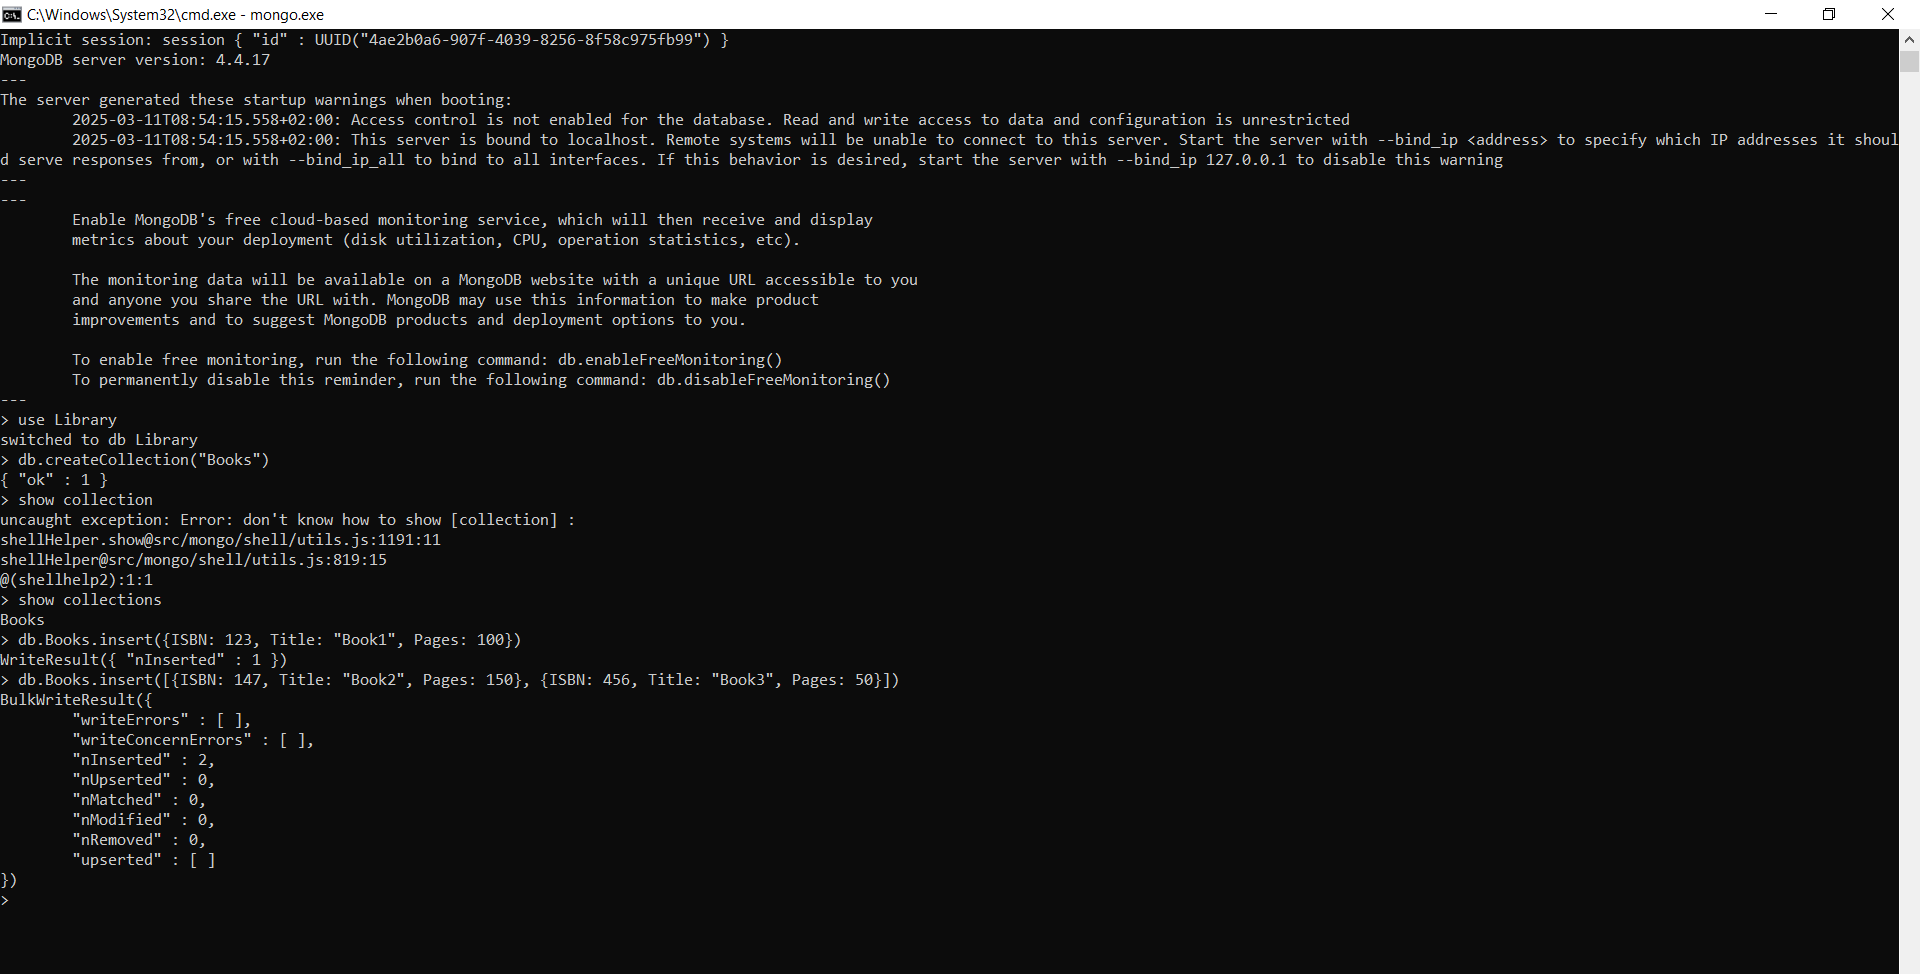 C:\Windows\System32\cmd.exe - mongo.exe
Implicit session: session { "id" : UUID("4ae2b0a6-907f-4039-8256-8f58c975fb99") }
MongoDB server version: 4.4.17
---
The server generated these startup warnings when booting:
        2025-03-11T08:54:15.558+02:00: Access control is not enabled for the database. Read and write access to data and configuration is unrestricted
        2025-03-11T08:54:15.558+02:00: This server is bound to localhost. Remote systems will be unable to connect to this server. Start the server with --bind_ip <address> to specify which IP addresses it shoul
d serve responses from, or with --bind_ip_all to bind to all interfaces. If this behavior is desired, start the server with --bind_ip 127.0.0.1 to disable this warning
---
---
        Enable MongoDB's free cloud-based monitoring service, which will then receive and display
        metrics about your deployment (disk utilization, CPU, operation statistics, etc).

        The monitoring data will be available on a MongoDB website with a unique URL accessible to you
        and anyone you share the URL with. MongoDB may use this information to make product
        improvements and to suggest MongoDB products and deployment options to you.

        To enable free monitoring, run the following command: db.enableFreeMonitoring()
        To permanently disable this reminder, run the following command: db.disableFreeMonitoring()
---
> use Library
switched to db Library
> db.createCollection("Books")
{ "ok" : 1 }
> show collection
uncaught exception: Error: don't know how to show [collection] :
shellHelper.show@src/mongo/shell/utils.js:1191:11
shellHelper@src/mongo/shell/utils.js:819:15
@(shellhelp2):1:1
> show collections
Books
> db.Books.insert({ISBN: 123, Title: "Book1", Pages: 100})
WriteResult({ "nInserted" : 1 })
> db.Books.insert([{ISBN: 147, Title: "Book2", Pages: 150}, {ISBN: 456, Title: "Book3", Pages: 50}])
BulkWriteResult({
        "writeErrors" : [ ],
        "writeConcernErrors" : [ ],
        "nInserted" : 2,
        "nUpserted" : 0,
        "nMatched" : 0,
        "nModified" : 0,
        "nRemoved" : 0,
        "upserted" : [ ]
})
>